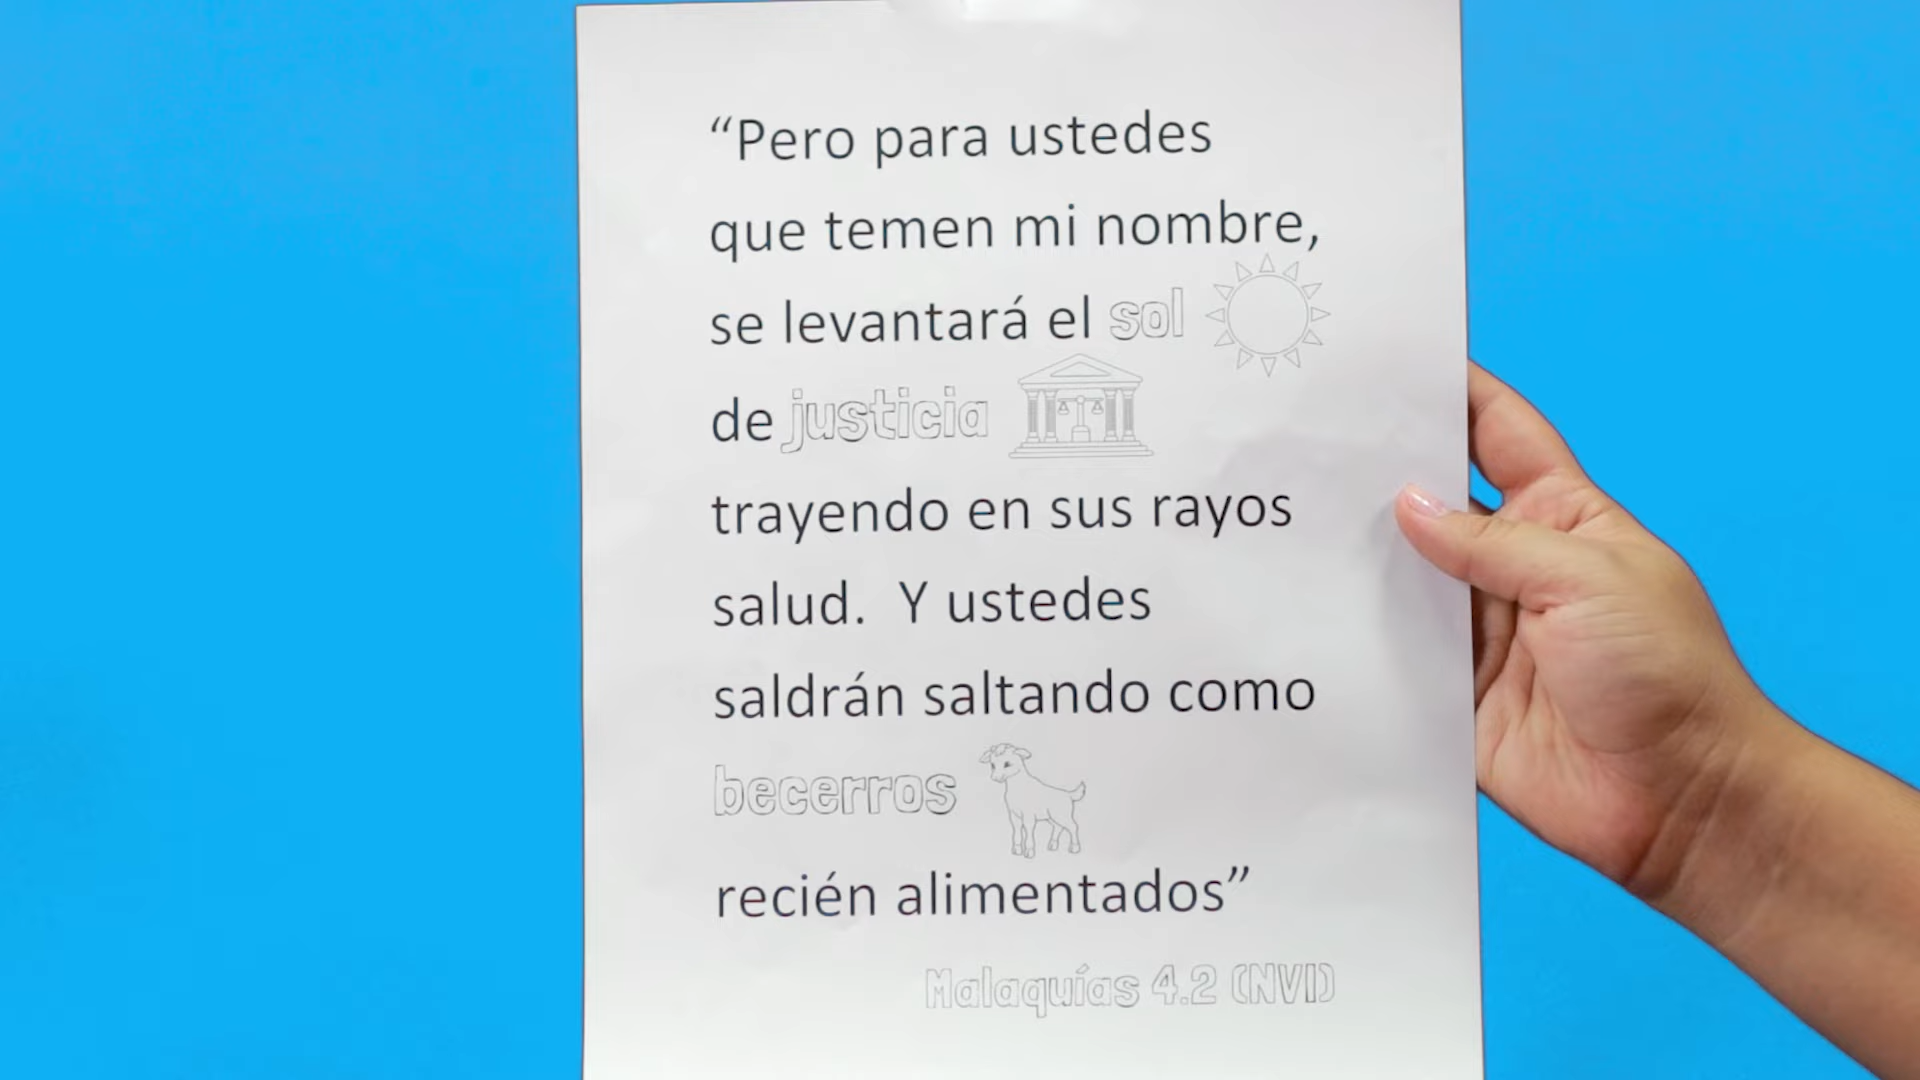 “Pero para ustedes
que temen mi nombre,
se levantará el sol
de justicia
trayendo en sus rayos
salud.  Y ustedes
saldrán saltando como
becerros
recién alimentados”
Malaquías 4.2 (NVI)